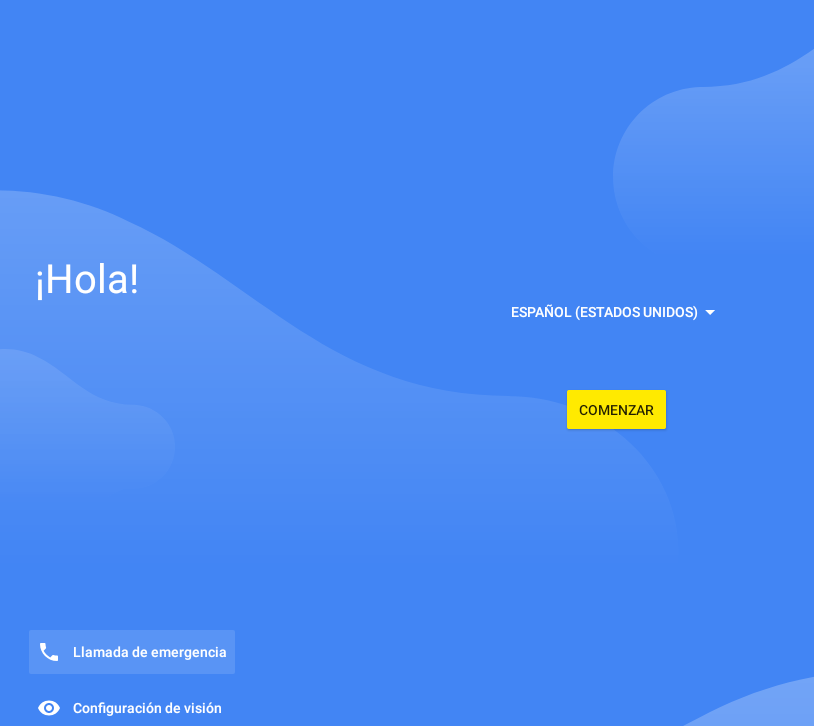 ¡Hola!
ESPAÑOL (ESTADOS UNIDOS)
COMENZAR
Llamada de emergencia
Configuración de visión